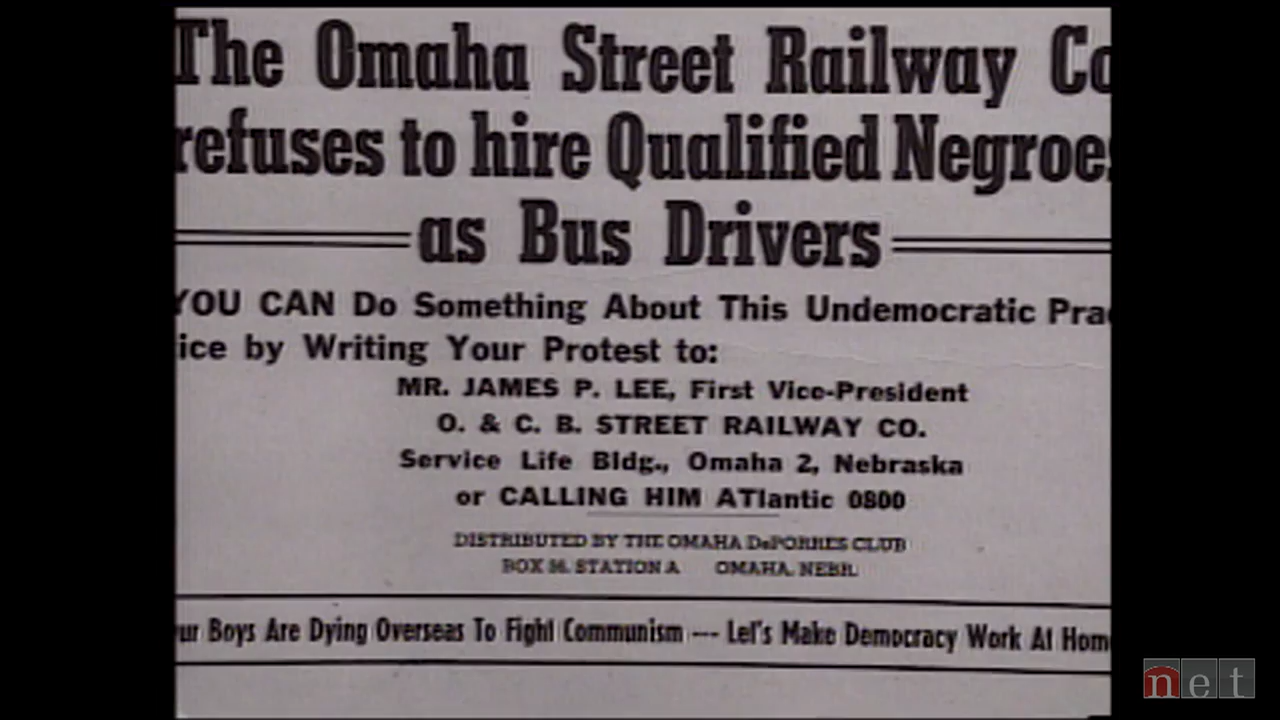 The Omaha Street Railway Co
refuses to hire Qualified Negroes
as Bus Drivers
YOU CAN Do Something About This Undemocratic Prac
ice by Writing Your Protest to:
MR. JAMES P. LEE, First Vice-President
O. & C. B. STREET RAILWAY CO.
Service Life Bldg., Omaha 2, Nebraska
or CALLING HIM ATlantic 0800
DISTRIBUTED BY THE OMAHA DePORRES CLUB
BOX STATION A OMAHA, NEBR.
ur Boys Are Dying Overseas To Fight Communism --- Let's Make Democracy Work At Hom
net